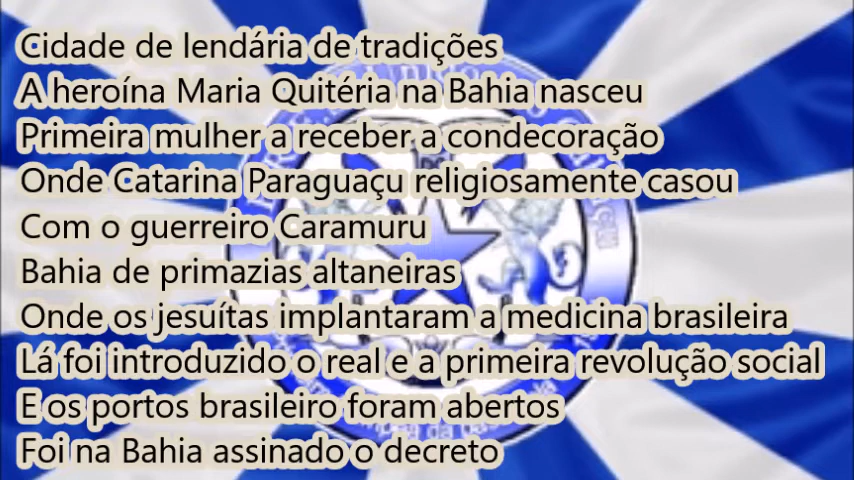 Cidade de lendária de tradições
A heroína Maria Quitéria na Bahia nasceu
Primeira mulher a receber a condecoração
Onde Catarina Paraguaçu religiosamente casou
Com o guerreiro Caramuru
Bahia de primazias altaneiras
Onde os jesuítas implantaram a medicina brasileira
Lá foi introduzido o real e a primeira revolução social
E os portos brasileiro foram abertos
Foi na Bahia assinado o decreto